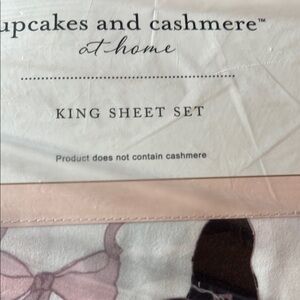 upcakes and cashmere™
at home
KING SHEET SET
Product does not contain cashmere